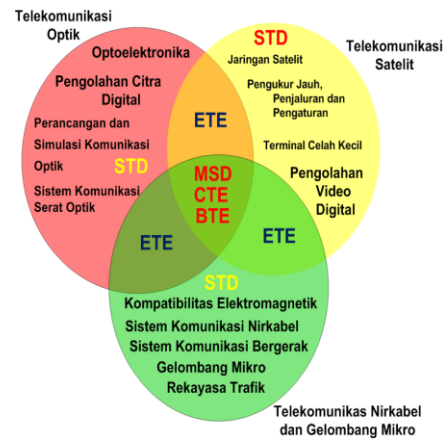 Telekomunikasi
Optik
Optoelektronika
Pengolahan Citra
Digital
Perancangan dan
Simulasi Komunikasi
Optik
STD
Sistem Komunikasi
Serat Optik
STD
Jaringan Satelit
Telekomunikasi
Satelit
Pengukur Jauh,
Penjaluran dan
Pengaturan
Terminal Celah Kecil
Pengolahan
Video
Digital
ETE
MSD
CTE
BTE
ETE
ETE
STD
Kompatibilitas Elektromagnetik
Sistem Komunikasi Nirkabel
Sistem Komunikasi Bergerak
Gelombang Mikro
Rekayasa Trafik
Telekomunikas Nirkabel
dan Gelombang Mikro